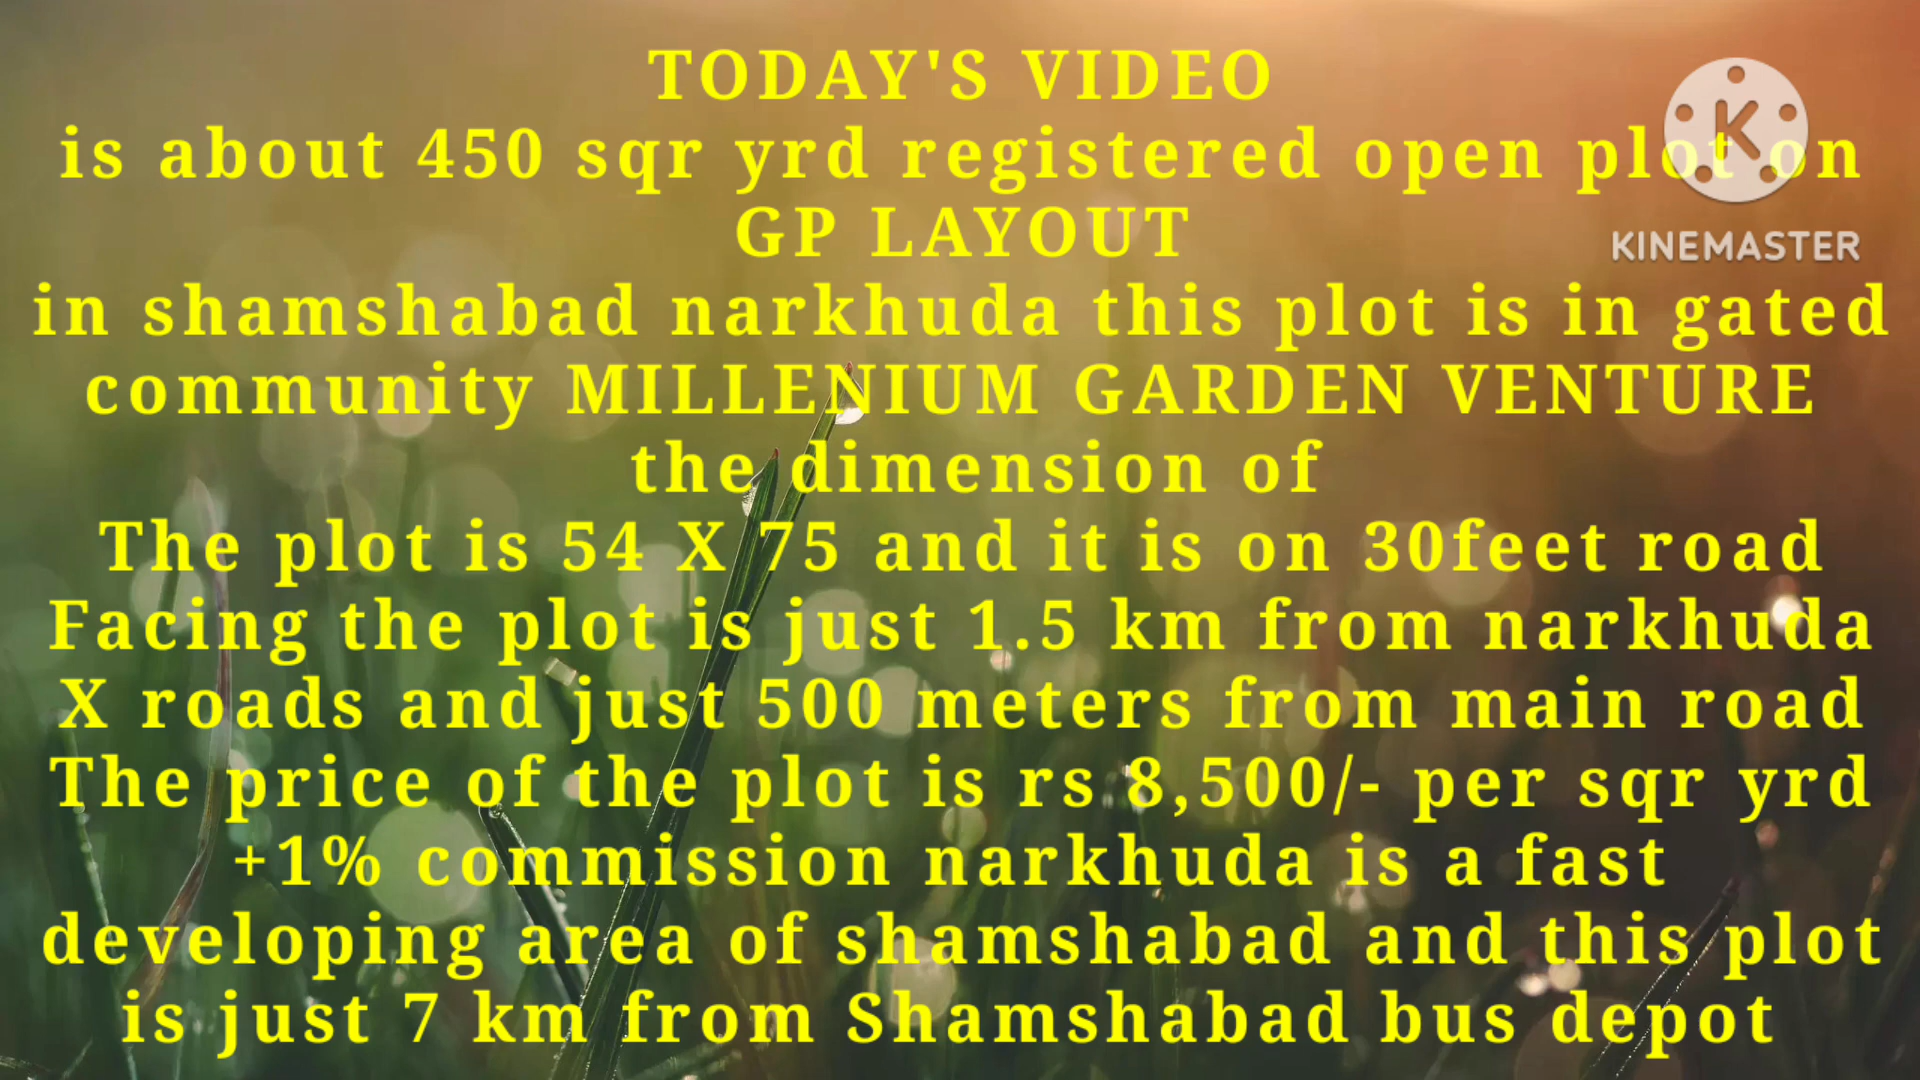 TODAY'S VIDEO
is about 450 sqr yrd registered open plot on
GP LAYOUT
in shamshabad narkhuda this plot is in gated
community MILLENIUM GARDEN VENTURE
the dimension of
The plot is 54 X 75 and it is on 30feet road
Facing the plot is just 1.5 km from narkhuda
X roads and just 500 meters from main road
The price of the plot is rs 8,500/- per sqr yrd
+1% commission narkhuda is a fast
developing area of shamshabad and this plot
is just 7 km from Shamshabad bus depot
K
KINEMASTER